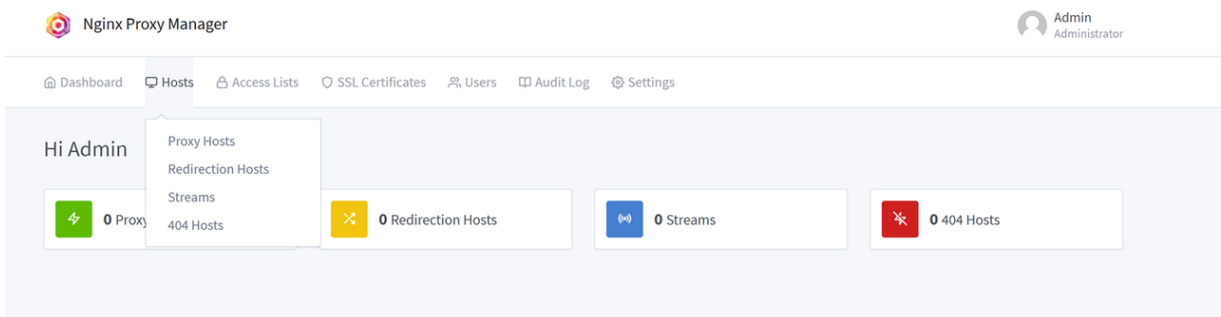 Nginx Proxy Manager
Admin
Administrator
Dashboard Hosts Access Lists SSL Certificates Users Audit Log Settings
Hi Admin
Proxy Hosts
Redirection Hosts
Streams
404 Hosts
0 Proxy
0 Redirection Hosts
0 Streams
0 404 Hosts